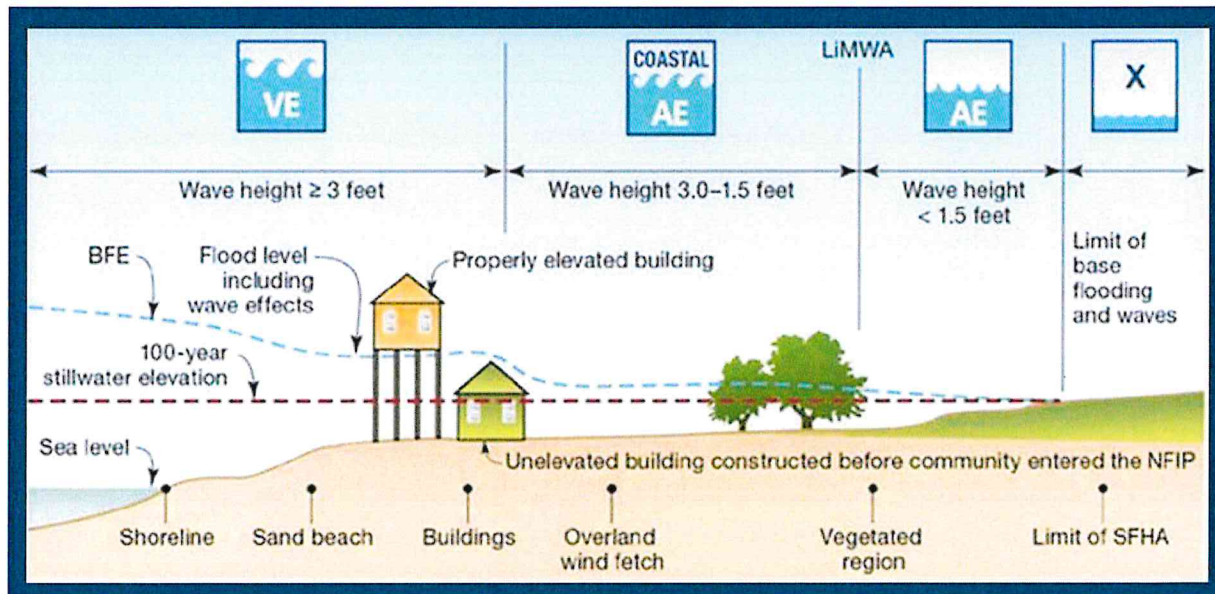 VE
COASTAL
AE
LiMWA
AE
X
Wave height ≥ 3 feet
Wave height 3.0–1.5 feet
Wave height
< 1.5 feet
Limit of
base
flooding
and waves
BFE
Flood level
including
wave effects
Properly elevated building
100-year
stillwater elevation
Sea level
Unelevated building constructed before community entered the NFIP
Shoreline
Sand beach
Buildings
Overland
wind fetch
Vegetated
region
Limit of SFHA